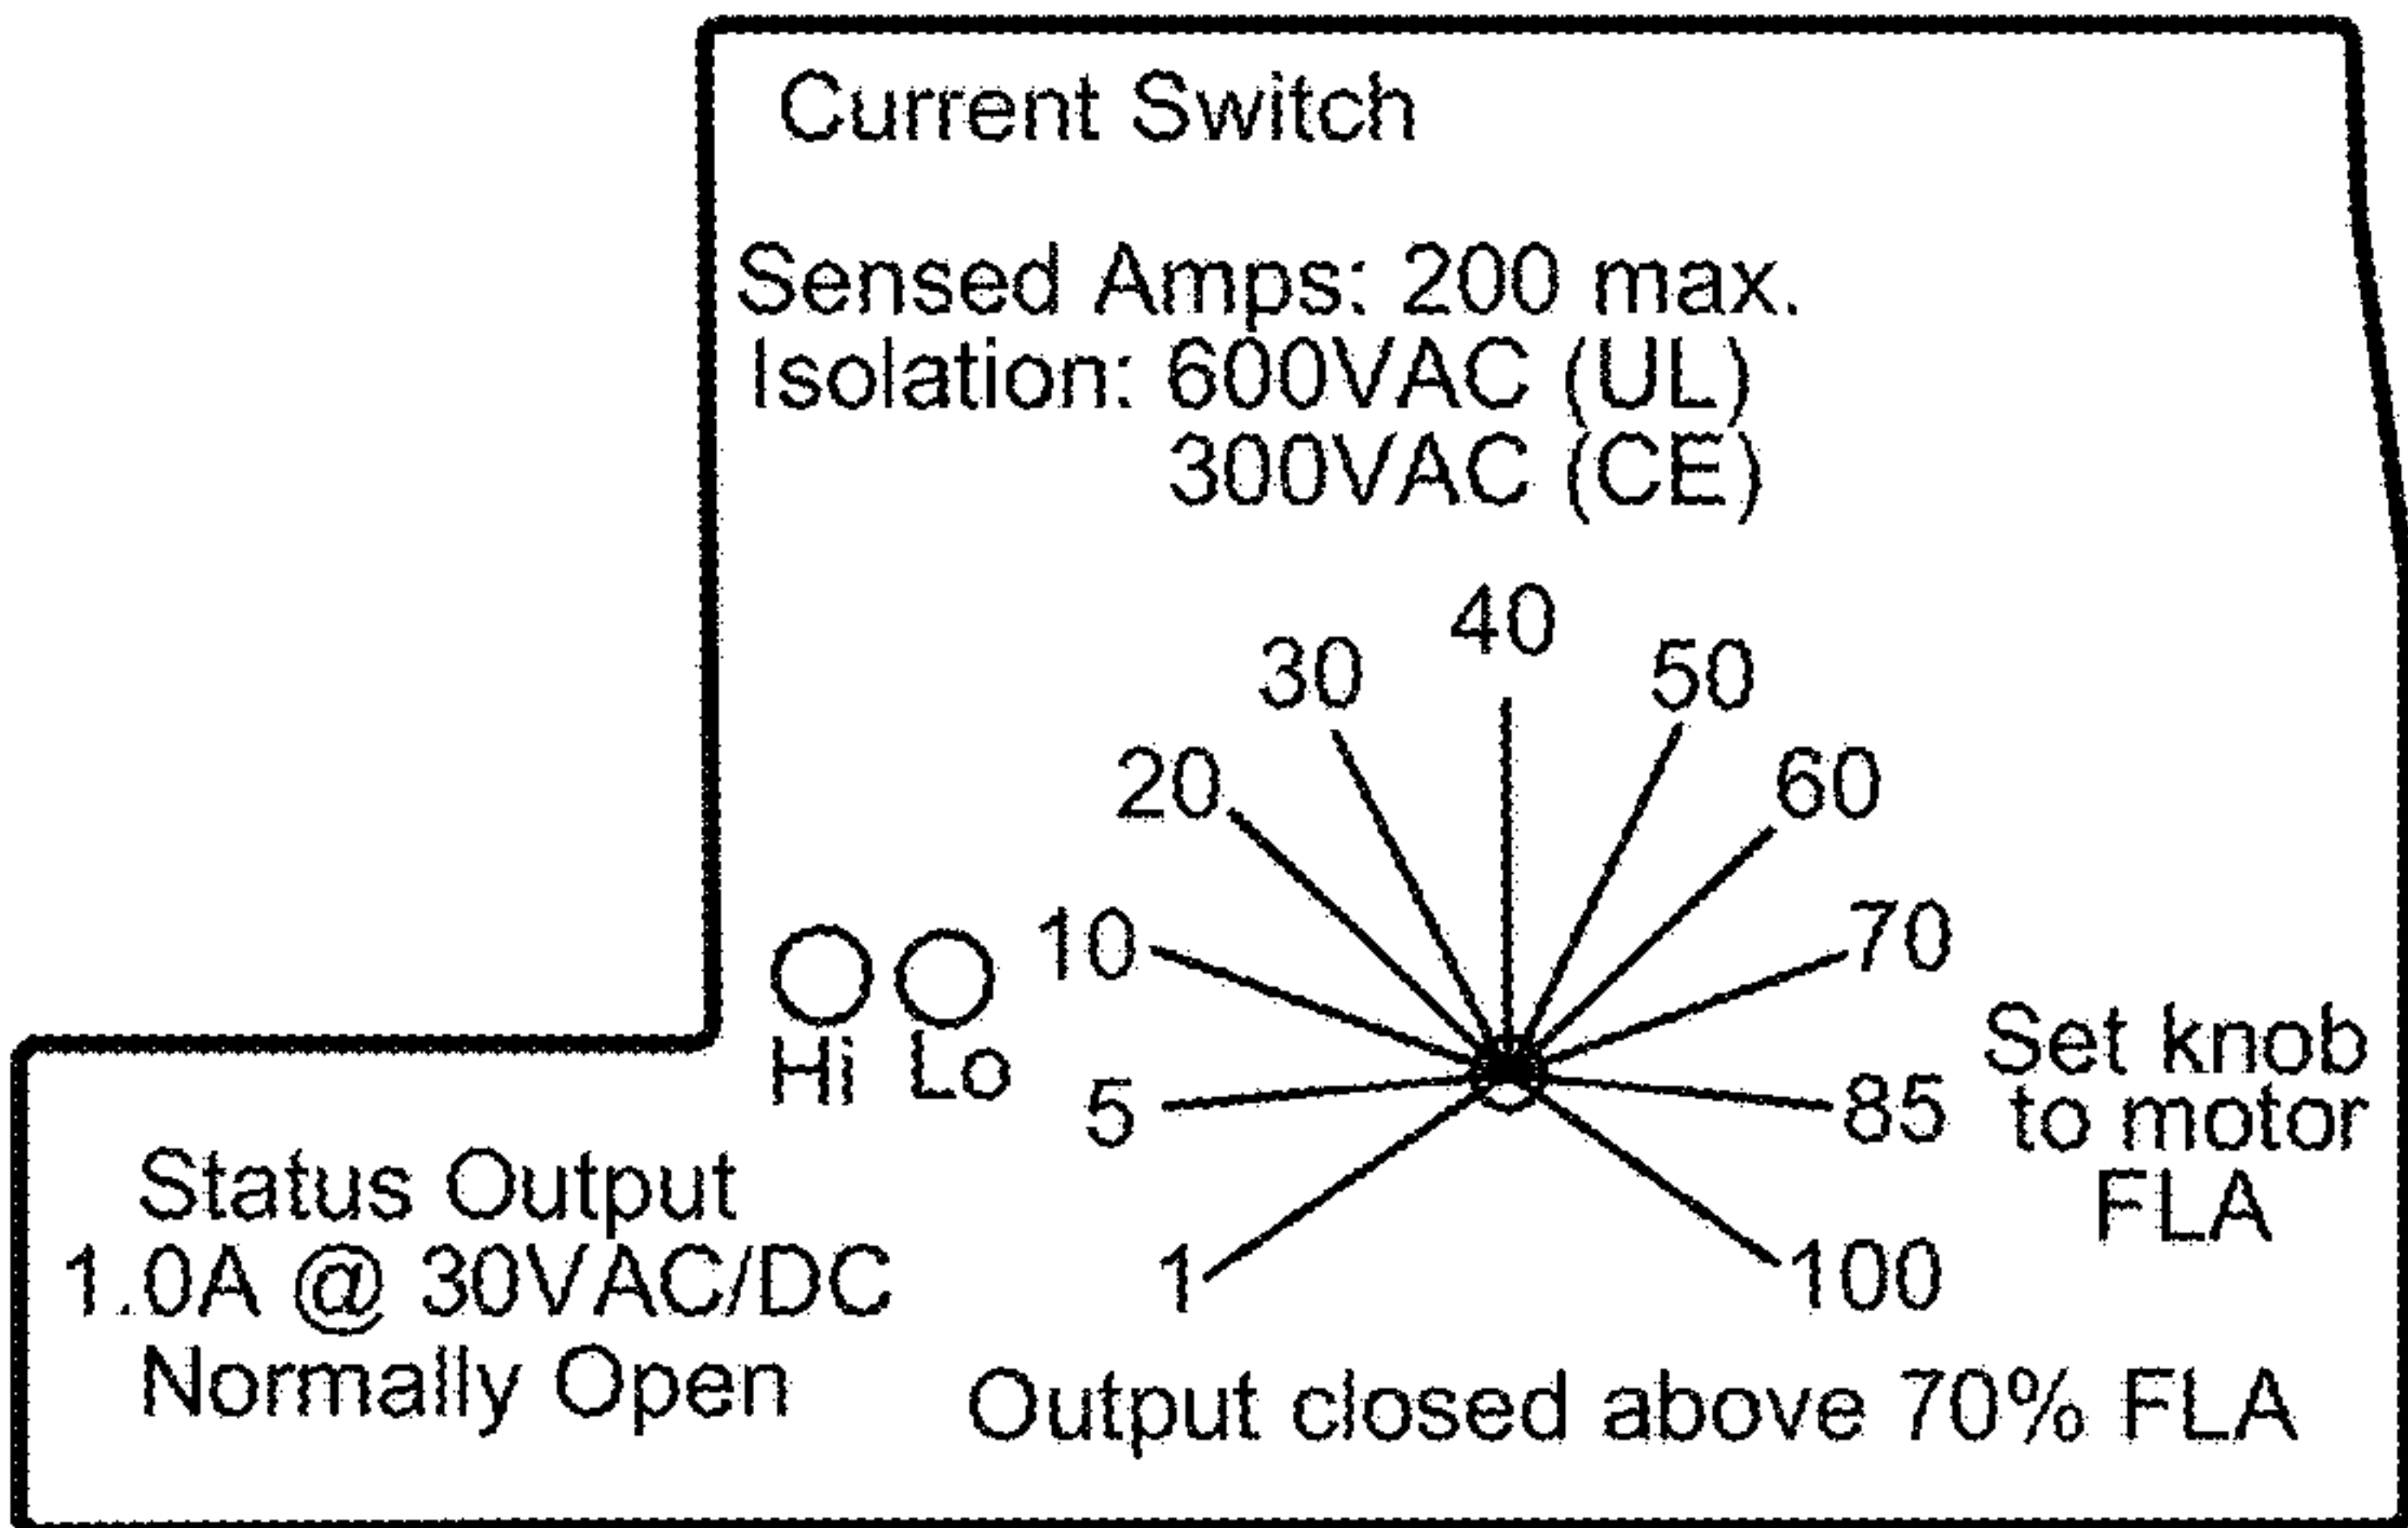 Current Switch
Sensed Amps: 200 max.
Isolation: 600VAC (UL)
300VAC (CE)
40
30
50
20
60
10
70
Hi Lo
5
85
1
100
Set knob
to motor
FLA
Status Output
1.0A @ 30VAC/DC
Normally Open
Output closed above 70% FLA